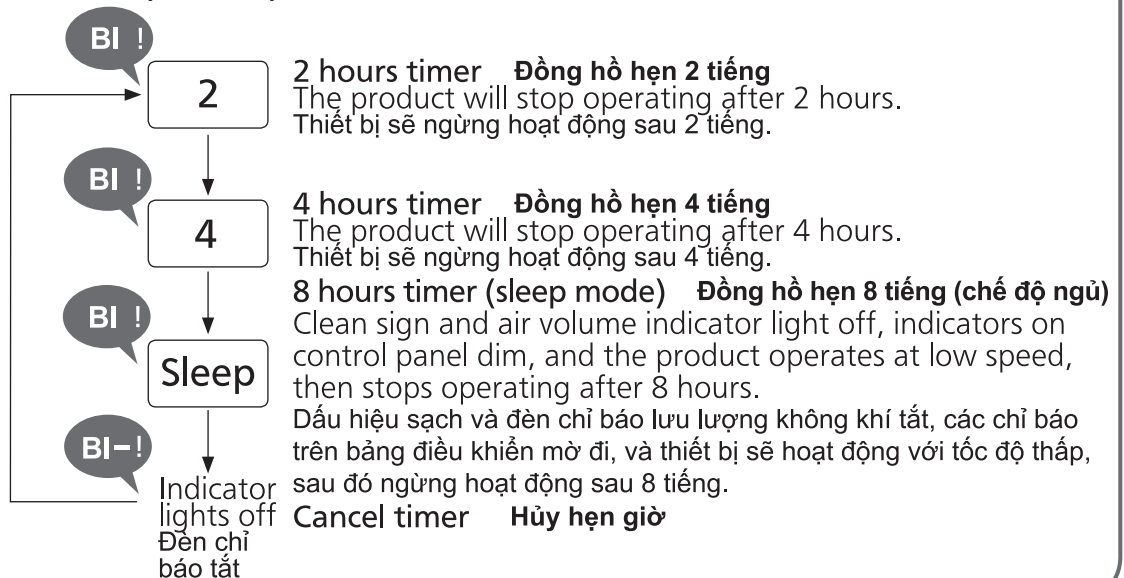 BI !
2
2 hours timer Đồng hồ hẹn 2 tiếng
The product will stop operating after 2 hours.
Thiết bị sẽ ngừng hoạt động sau 2 tiếng.
BI !
4
4 hours timer Đồng hồ hẹn 4 tiếng
The product will stop operating after 4 hours.
Thiết bị sẽ ngừng hoạt động sau 4 tiếng.
BI !
Sleep
8 hours timer (sleep mode) Đồng hồ hẹn 8 tiếng (chế độ ngủ)
Clean sign and air volume indicator light off, indicators on
control panel dim, and the product operates at low speed,
then stops operating after 8 hours.
Dấu hiệu sạch và đèn chỉ báo lưu lượng không khí tắt, các chỉ báo
trên bảng điều khiển mờ đi, và thiết bị sẽ hoạt động với tốc độ thấp,
sau đó ngừng hoạt động sau 8 tiếng.
BI–!
Indicator
lights off
Đèn chỉ
báo tắt
Cancel timer Hủy hẹn giờ